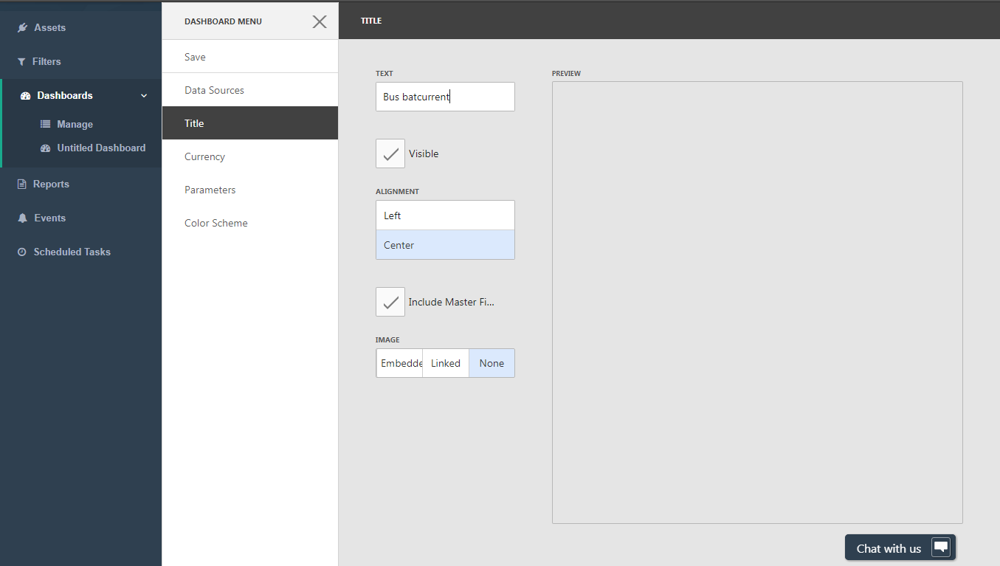 Assets
Filters
Dashboards
Manage
Untitled Dashboard
Reports
Events
Scheduled Tasks
DASHBOARD MENU
Save
Data Sources
Title
Currency
Parameters
Color Scheme
TITLE
TEXT
Bus batcurrent
Visible
ALIGNMENT
Left
Center
Include Master Fi...
IMAGE
Embedde Linked None
PREVIEW
Chat with us